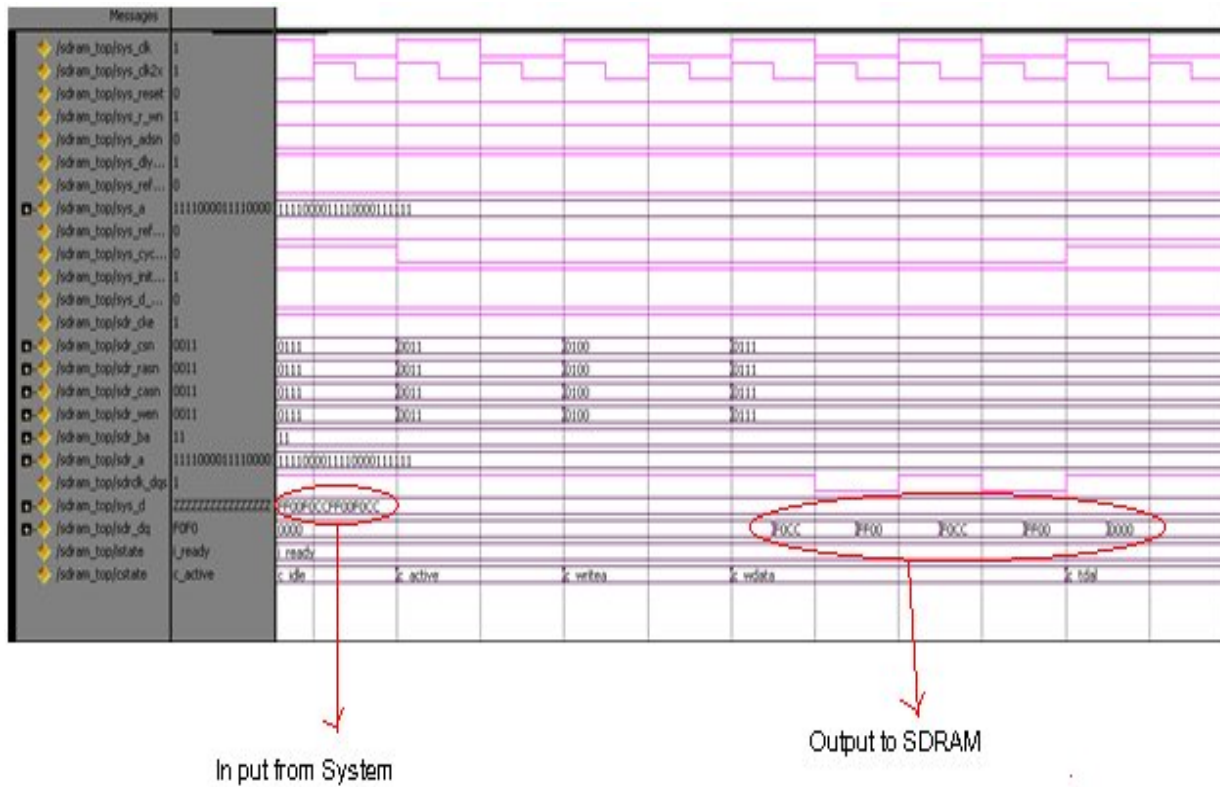 Messages
/sdram_top/sys_clk 1
/sdram_top/sys_clk2x 1
/sdram_top/sys_reset 0
/sdram_top/sys_r_wn 1
/sdram_top/sys_adsn 0
/sdram_top/sys_dly... 1
/sdram_top/sys_ref... 0
/sdram_top/sys_a 1111000011110000 1111000011110000111111
/sdram_top/sys_ref... 0
/sdram_top/sys_cyc... 0
/sdram_top/sys_init... 1
/sdram_top/sys_d_... 0
/sdram_top/sdr_cke 1
/sdram_top/sdr_csn 0011 0111 0011 0100 0111
/sdram_top/sdr_rasn 0011 0111 0011 0100 0111
/sdram_top/sdr_casn 0011 0111 0011 0100 0111
/sdram_top/sdr_wen 0011 0111 0011 0100 0111
/sdram_top/sdr_ba 11 11
/sdram_top/sdr_a 1111000011110000 1111000011110000111111
/sdram_top/sdrclk_dqs 1
/sdram_top/sys_d FF00F0CCFF00F0CC
/sdram_top/sdr_dq F0F0 0000 F0CC FF00 F0CC FF00 0000
/sdram_top/istate i_ready i_ready
/sdram_top/cstate c_active c_idle c_active c_writea c_wdata c_tdal
In put from System
Output to SDRAM